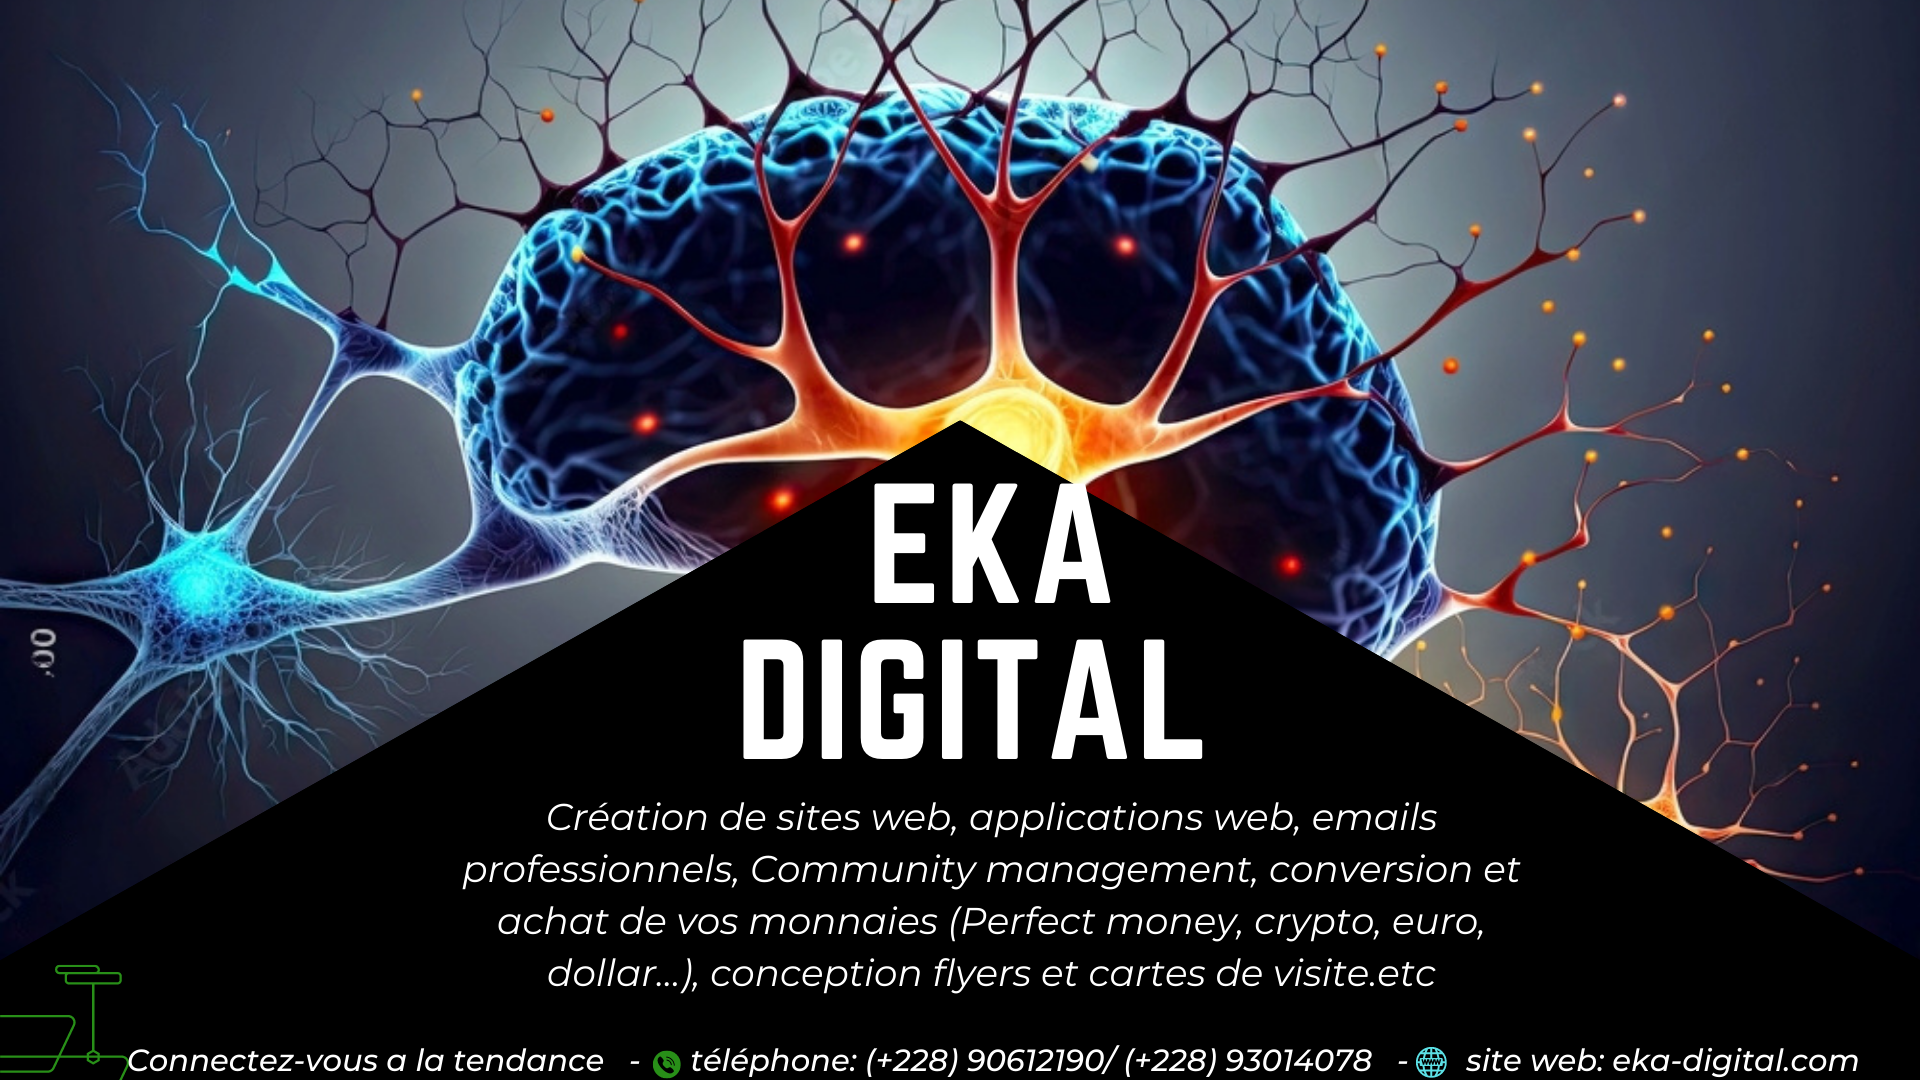 EKA
DIGITAL
Création de sites web, applications web, emails
professionnels, Community management, conversion et
achat de vos monnaies (Perfect money, crypto, euro,
dollar...), conception flyers et cartes de visite.etc
Connectez-vous a la tendance - téléphone: (+228) 90612190/ (+228) 93014078 - site web: eka-digital.com